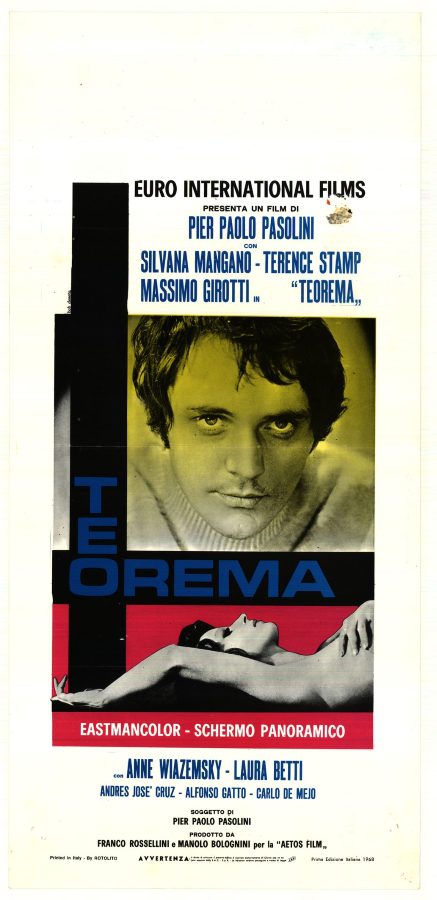 EURO INTERNATIONAL FILMS
PRESENTA UN FILM DI
PIER PAOLO PASOLINI
CON
SILVANA MANGANO - TERENCE STAMP
MASSIMO GIROTTI IN "TEOREMA„
TEOREMA
EASTMANCOLOR - SCHERMO PANORAMICO
con ANNE WIAZEMSKY - LAURA BETTI
ANDRES JOSE' CRUZ - ALFONSO GATTO - CARLO DE MEJO
SOGGETTO DI
PIER PAOLO PASOLINI
PRODOTTO DA
FRANCO ROSSELLINI e MANOLO BOLOGNINI per la "AETOS FILM„
Printed in Italy - By ROTOLITO
AVVERTENZA
Prima Edizione Italiana 1968